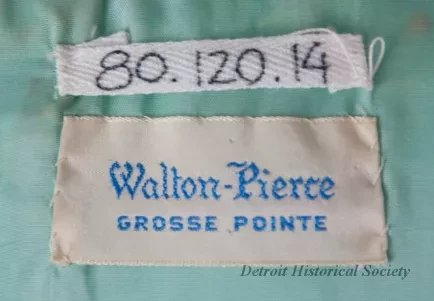 80.120.14
Walton-Pierce
GROSSE POINTE
Detroit Historical Society